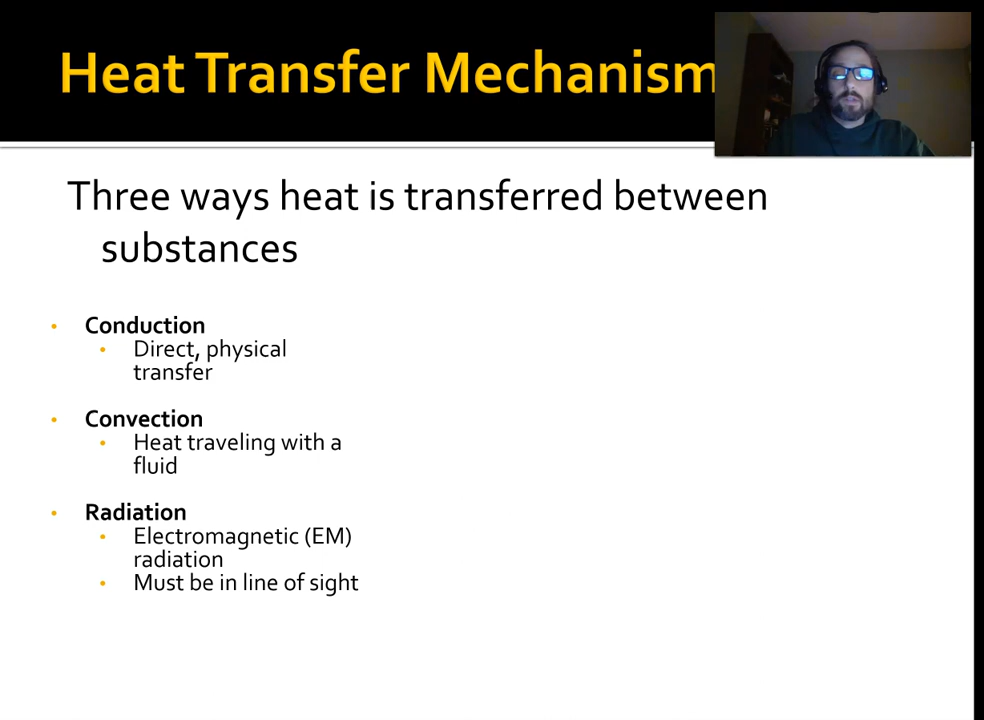 Heat Transfer Mechanism
Three ways heat is transferred between
substances
• Conduction
• Direct, physical
transfer
• Convection
• Heat traveling with a
fluid
• Radiation
• Electromagnetic (EM)
radiation
• Must be in line of sight